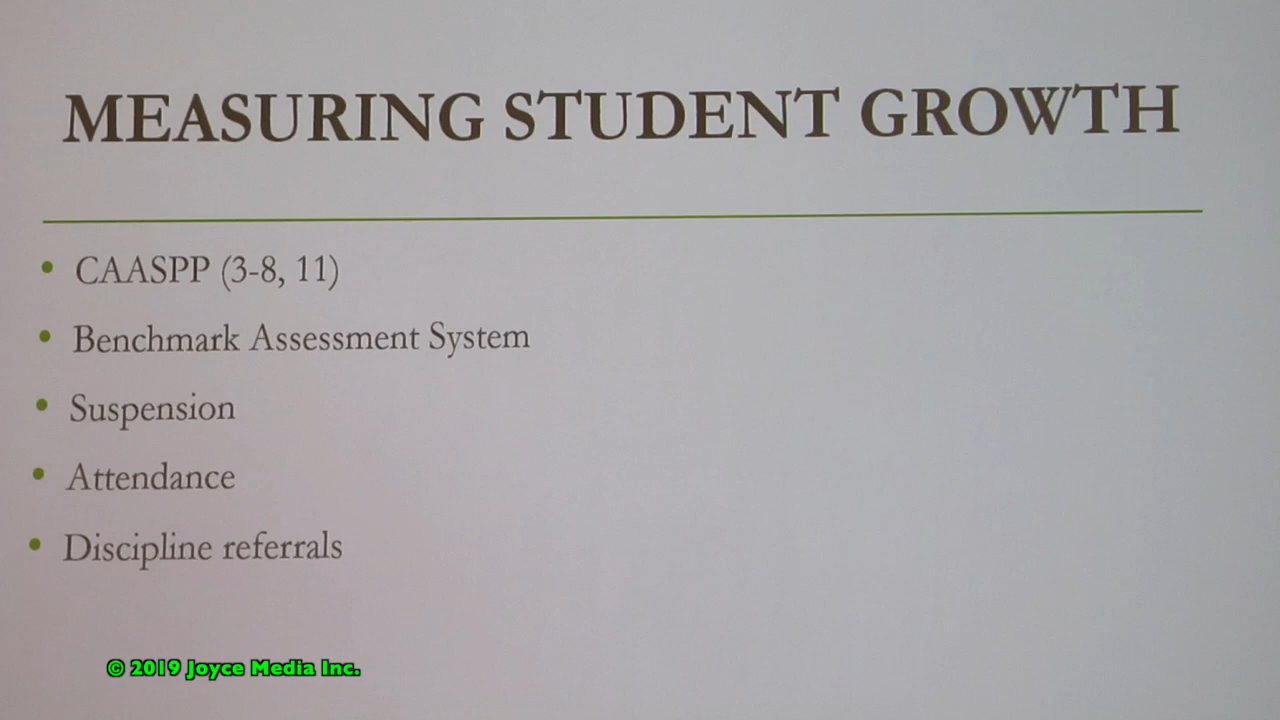 MEASURING STUDENT GROWTH
• CAASPP (3-8, 11)
• Benchmark Assessment System
• Suspension
• Attendance
• Discipline referrals
© 2019 Joyce Media Inc.